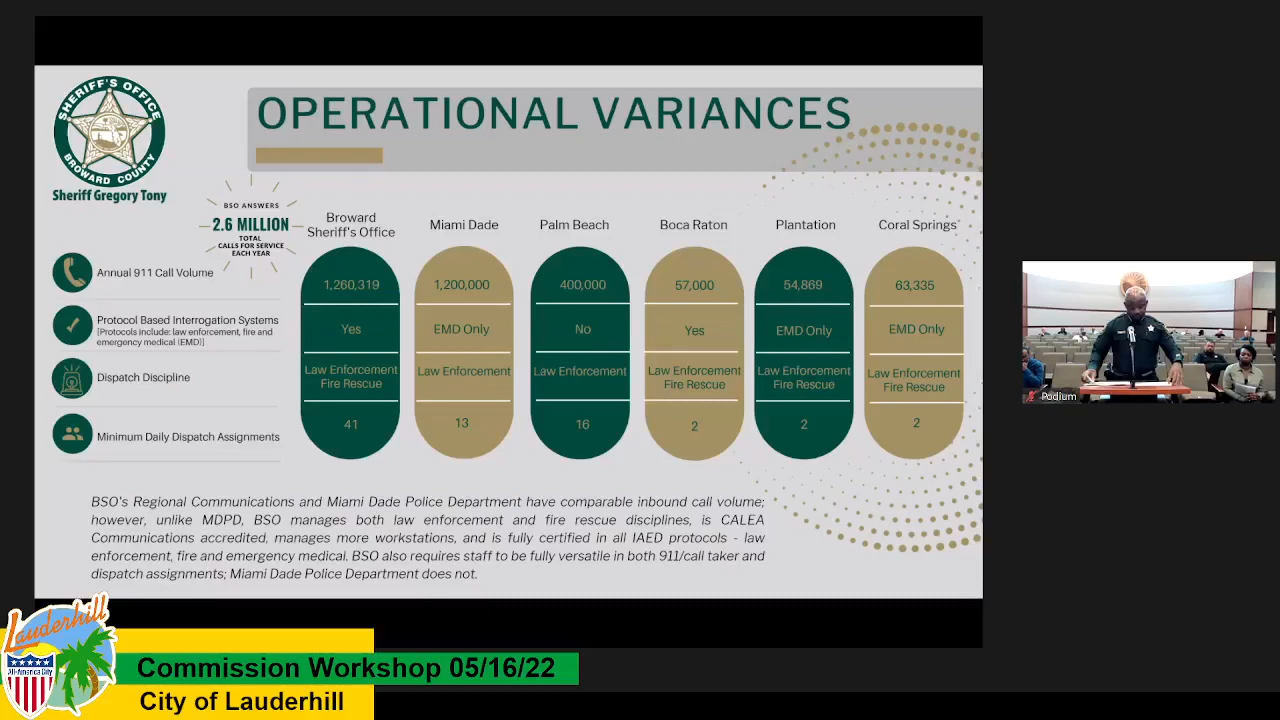 SHERIFF'S OFFICE
BROWARD COUNTY
Sheriff Gregory Tony
OPERATIONAL VARIANCES
BSO ANSWERS
2.6 MILLION
TOTAL
CALLS FOR SERVICE
EACH YEAR
Broward
Sheriff's Office
Miami Dade
Palm Beach
Boca Raton
Plantation
Coral Springs
Annual 911 Call Volume
1,260,319
1,200,000
400,000
57,000
54,869
63,335
Protocol Based Interrogation Systems
[Protocols include: law enforcement, fire and
emergency medical (EMD)]
Yes
EMD Only
No
Yes
EMD Only
EMD Only
Dispatch Discipline
Law Enforcement
Fire Rescue
Law Enforcement
Law Enforcement
Law Enforcement
Fire Rescue
Law Enforcement
Fire Rescue
Law Enforcement
Fire Rescue
Minimum Daily Dispatch Assignments
41
13
16
2
2
2
BSO's Regional Communications and Miami Dade Police Department have comparable inbound call volume;
however, unlike MDPD, BSO manages both law enforcement and fire rescue disciplines, is CALEA
Communications accredited, manages more workstations, and is fully certified in all IAED protocols - law
enforcement, fire and emergency medical. BSO also requires staff to be fully versatile in both 911/call taker and
dispatch assignments; Miami Dade Police Department does not.
Podium
Lauderhill
All-America City
Commission Workshop 05/16/22
City of Lauderhill